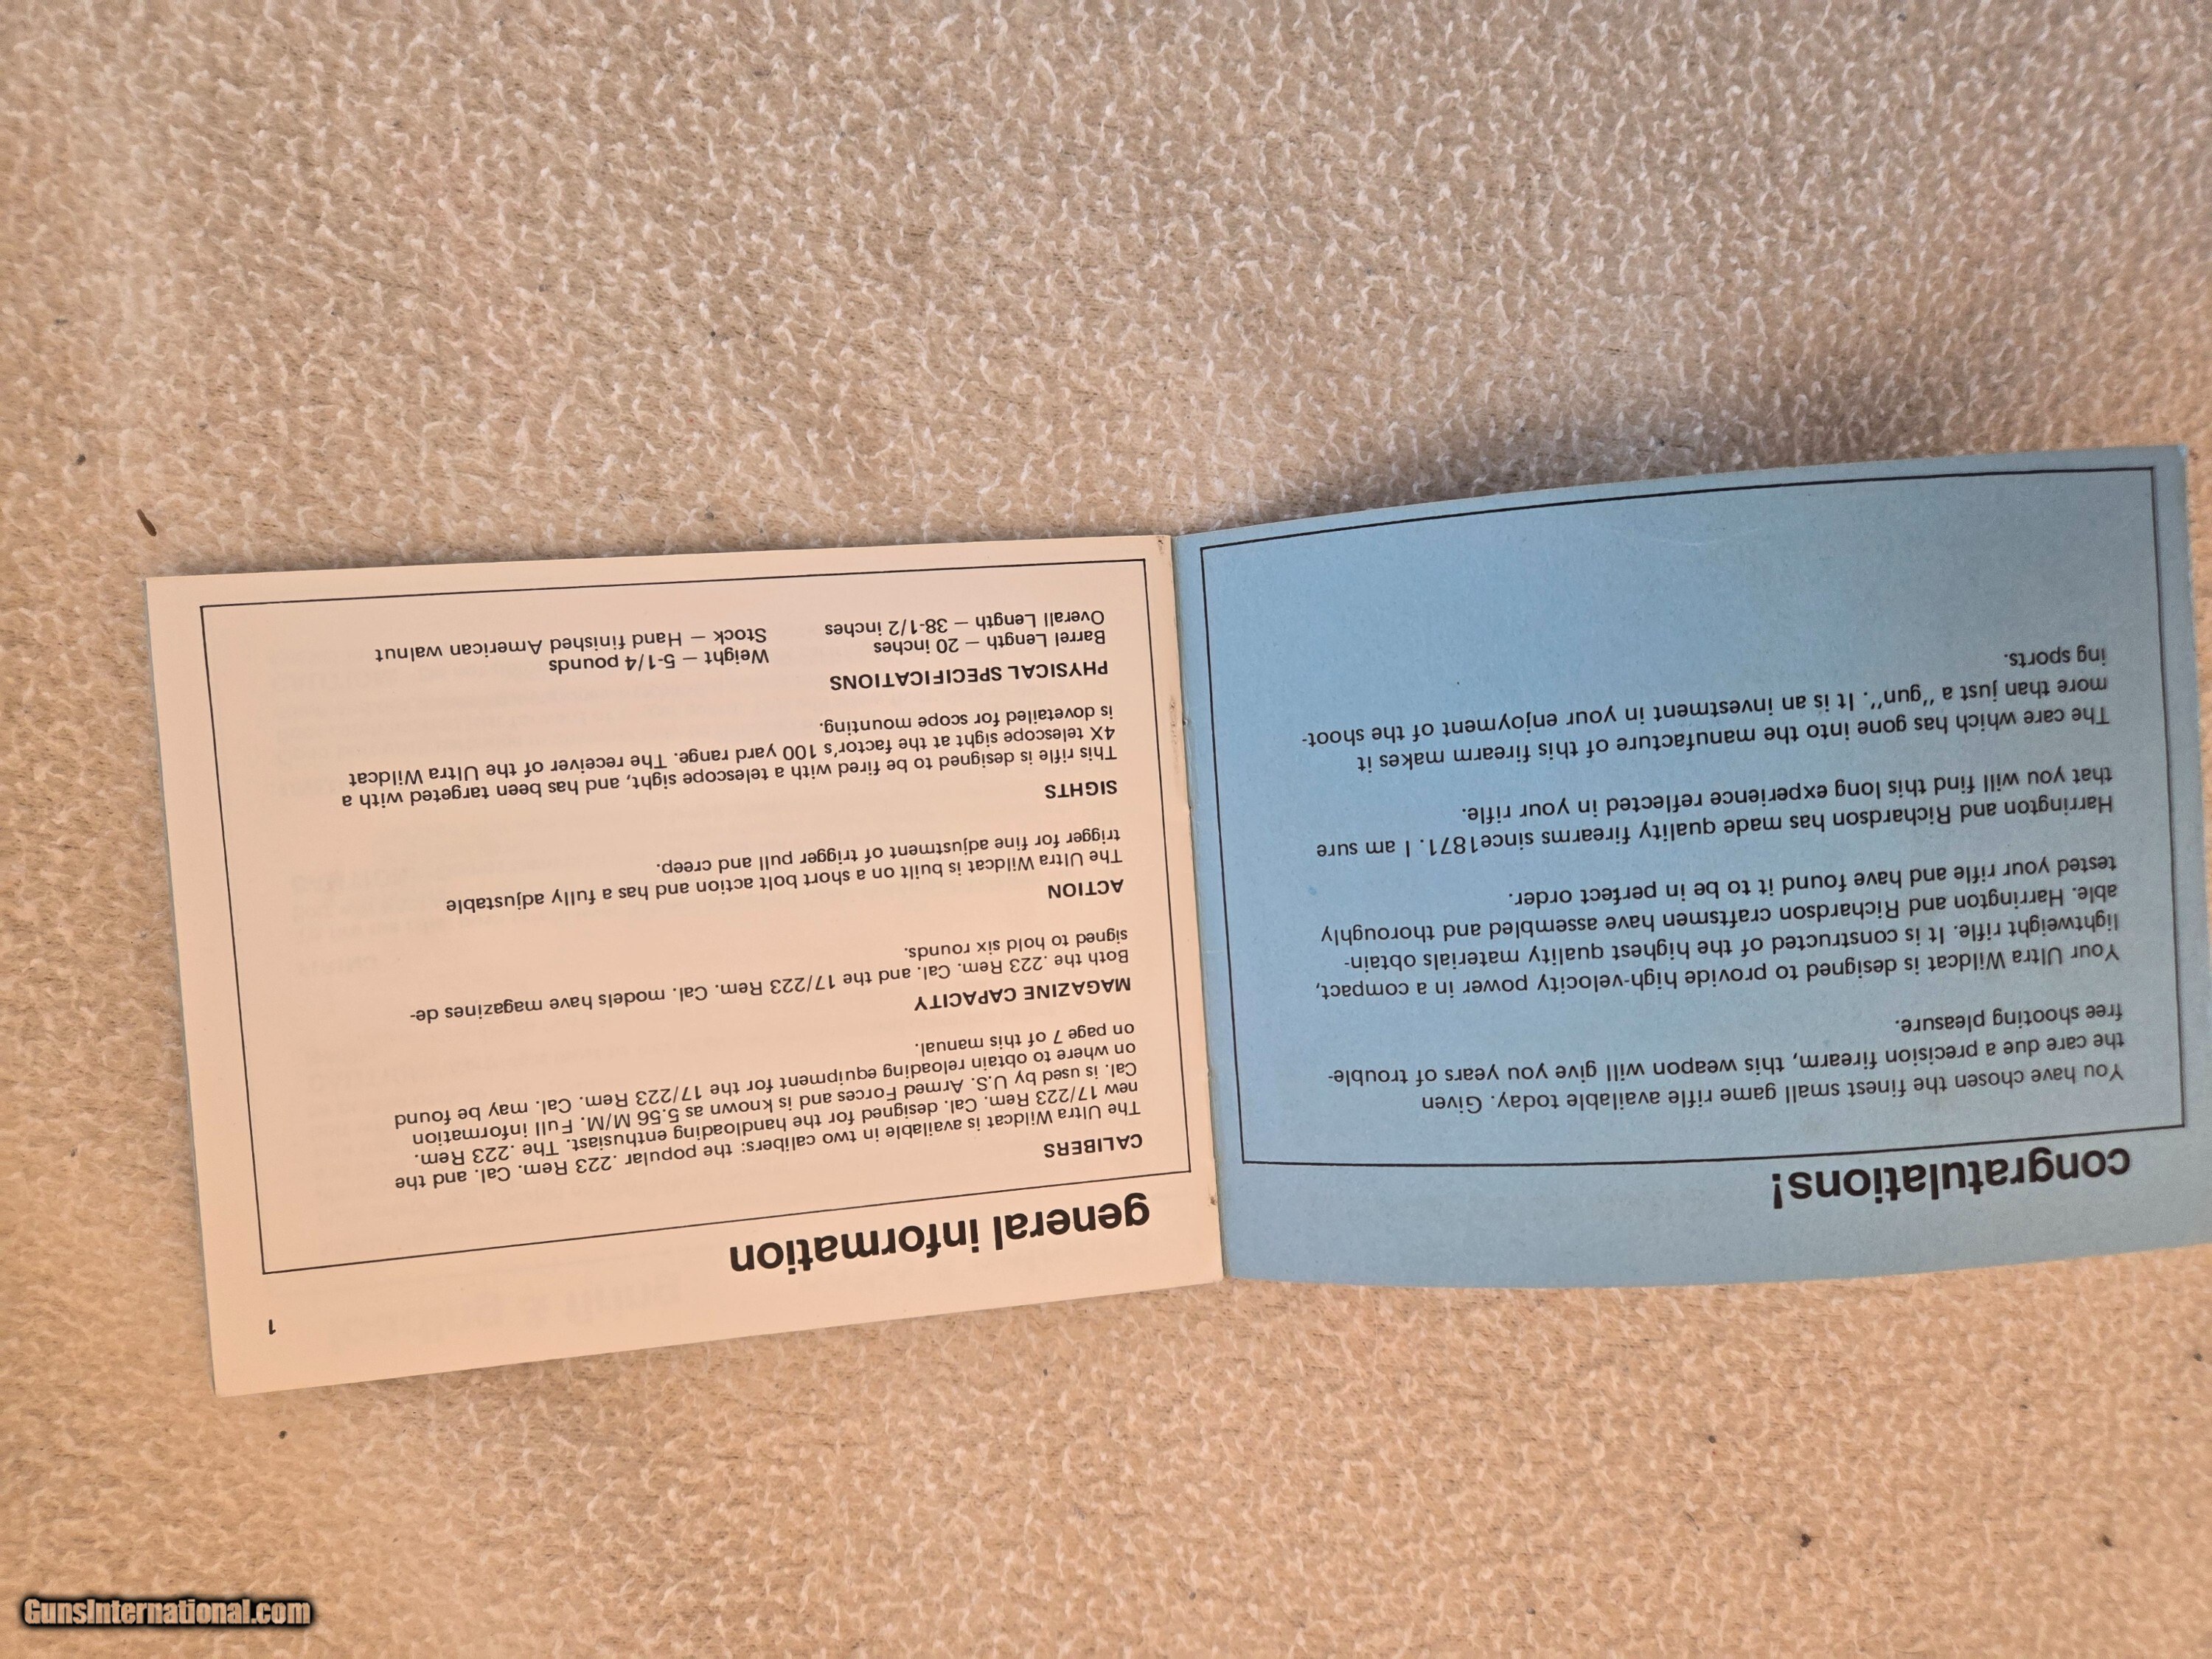 congratulations!
You have chosen the finest small game rifle available today. Given
the care due a precision firearm, this weapon will give you years of trouble-
free shooting pleasure.
Your Ultra Wildcat is designed to provide high-velocity power in a compact,
lightweight rifle. It is constructed of the highest quality materials obtain-
able. Harrington and Richardson craftsmen have assembled and thoroughly
tested your rifle and have found it to be in perfect order.
Harrington and Richardson has made quality firearms since1871. I am sure
that you will find this long experience reflected in your rifle.
The care which has gone into the manufacture of this firearm makes it
more than just a "gun". It is an investment in your enjoyment of the shoot-
ing sports.
1
general information
CALIBERS
The Ultra Wildcat is available in two calibers: the popular .223 Rem. Cal. and the
new 17/223 Rem. Cal. designed for the handloading enthusiast. The .223 Rem.
Cal. is used by U.S. Armed Forces and is known as 5.56 M/M. Full information
on where to obtain reloading equipment for the 17/223 Rem. Cal. may be found
on page 7 of this manual.
MAGAZINE CAPACITY
Both the .223 Rem. Cal. and the 17/223 Rem. Cal. models have magazines de-
signed to hold six rounds.
ACTION
The Ultra Wildcat is built on a short bolt action and has a fully adjustable
trigger for fine adjustment of trigger pull and creep.
SIGHTS
This rifle is designed to be fired with a telescope sight, and has been targeted with a
4X telescope sight at the factor's 100 yard range. The receiver of the Ultra Wildcat
is dovetailed for scope mounting.
PHYSICAL SPECIFICATIONS
Barrel Length — 20 inches Weight — 5-1/4 pounds
Overall Length — 38-1/2 inches Stock — Hand finished American walnut
GunsInternational.com